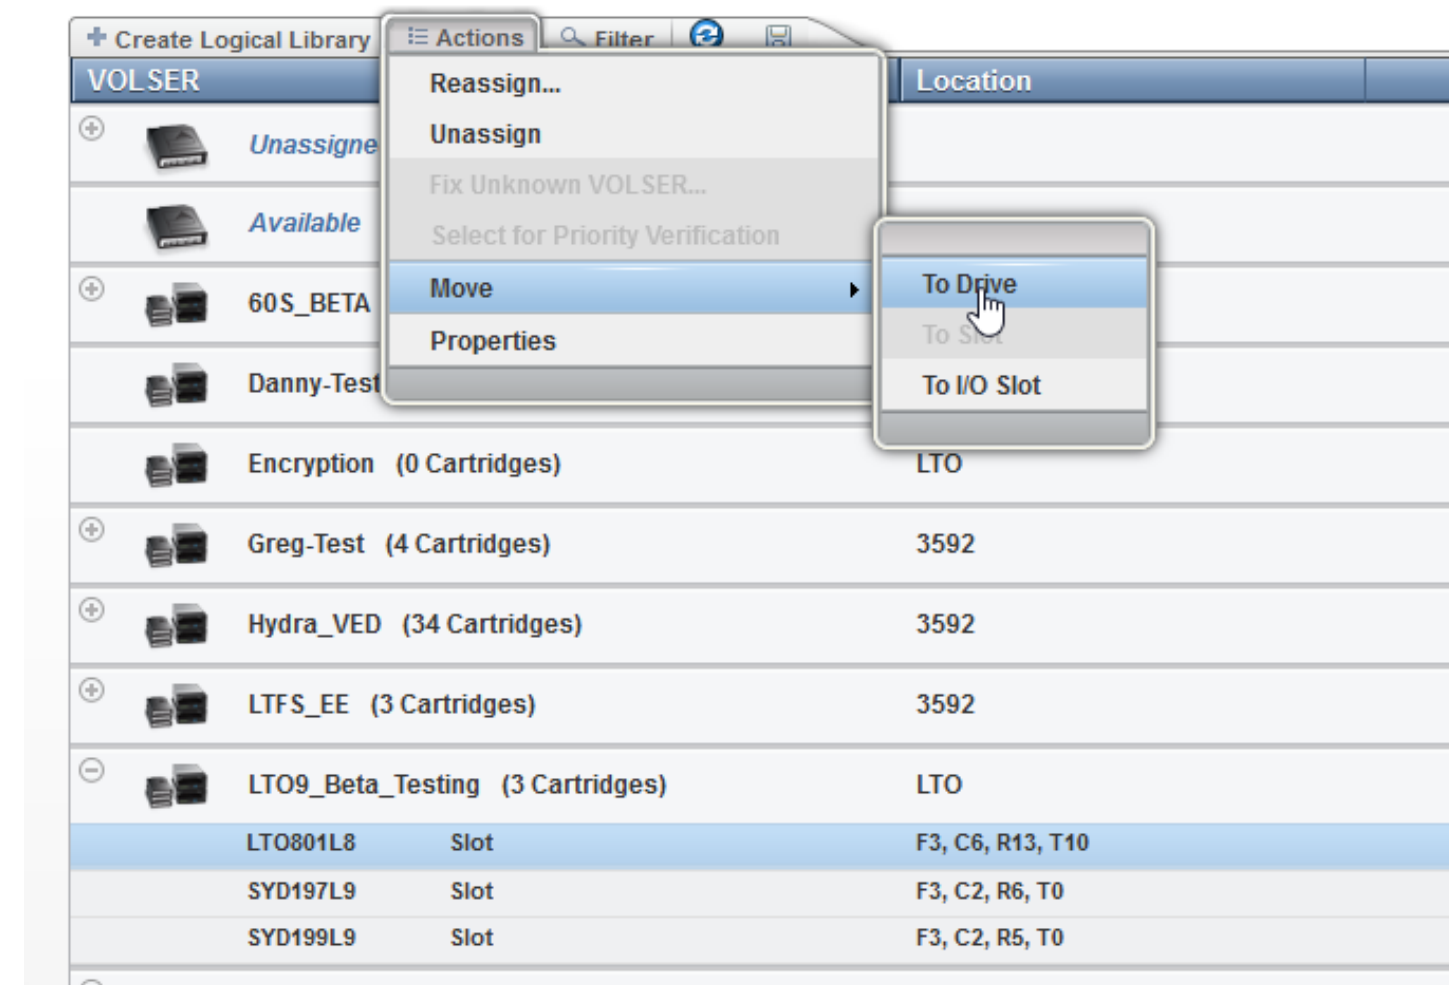 Create Logical Library Actions Filter
VOLSER Location
Reassign...
Unassign
Unassigne
Fix Unknown VOLSER...
Available
Select for Priority Verification
Move
To Drive
60S_BETA
To Slot
Properties
Danny-Test
To I/O Slot
Encryption (0 Cartridges) LTO
Greg-Test (4 Cartridges) 3592
Hydra_VED (34 Cartridges) 3592
LTFS_EE (3 Cartridges) 3592
LTO9_Beta_Testing (3 Cartridges) LTO
LTO801L8 Slot F3, C6, R13, T10
SYD197L9 Slot F3, C2, R6, T0
SYD199L9 Slot F3, C2, R5, T0